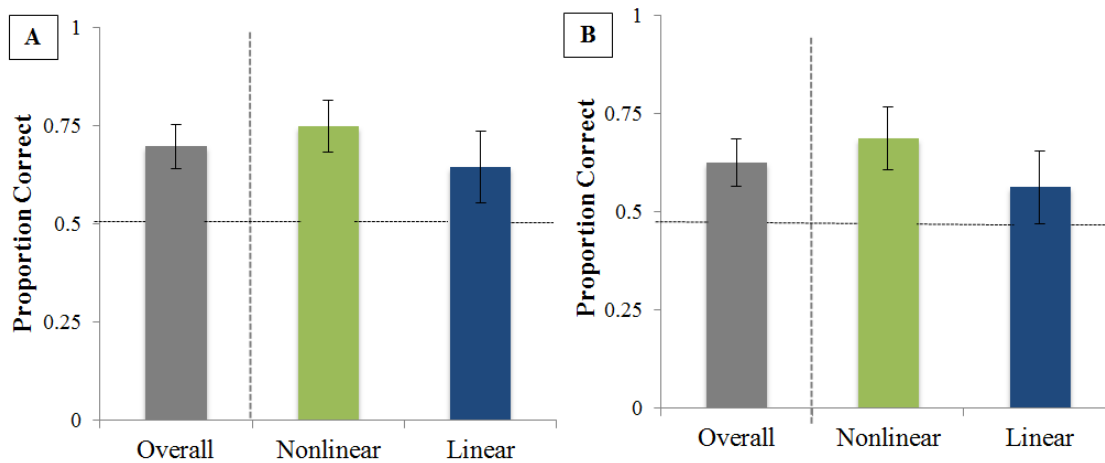 A
Proportion Correct
1
0.75
0.5
0.25
0
Overall
Nonlinear
Linear
B
Proportion Correct
1
0.75
0.5
0.25
0
Overall
Nonlinear
Linear